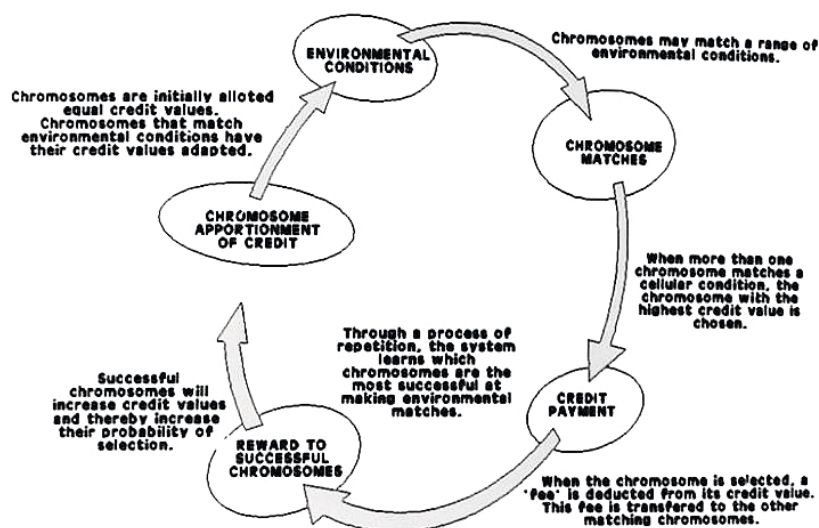 ENVIRONMENTAL
CONDITIONS
Chromosomes may match a range of
environmental conditions.
CHROMOSOME
MATCHES
When more than one
chromosome matches a
cellular condition, the
chromosome with the
highest credit value is
chosen.
CREDIT
PAYMENT
When the chromosome is selected, a
'fee' is deducted from its credit value.
This fee is transfered to the other
matching chromosomes.
REWARD TO
SUCCESSFUL
CHROMOSOMES
Successful
chromosomes will
increase credit values
and thereby increase
their probability of
selection.
CHROMOSOME
APPORTIONMENT
OF CREDIT
Chromosomes are initially alloted
equal credit values.
Chromosomes that match
environmental conditions have
their credit values adapted.
Through a process of
repetition, the system
learns which
chromosomes are the
most successful at
making environmental
matches.